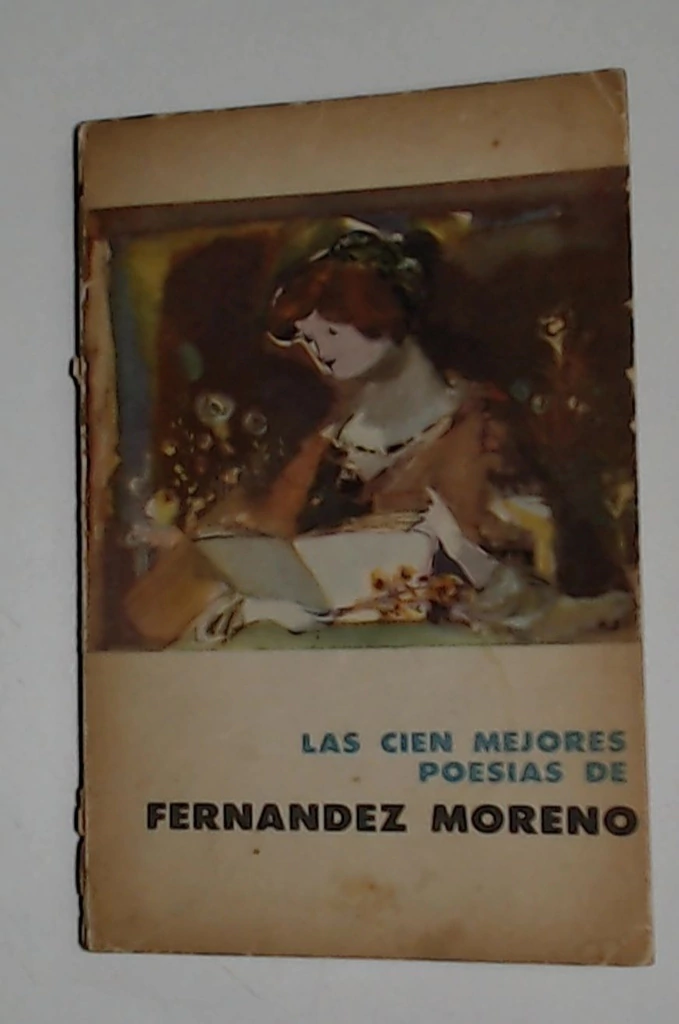 LAS CIEN MEJORES
POESIAS DE
FERNANDEZ MORENO